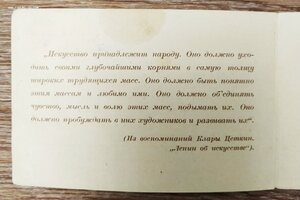 „Искусство принадлежит народу. Оно должно ухо-
дить своими глубочайшими корнями в самую толщу
широких трудящихся масс. Оно должно быть понятно
этим массам и любимо ими. Оно должно об'единять
чувство, мысль и волю этих масс, подымать их. Оно
должно пробуждать в них художников и развивать их“.
(Из воспоминаний Клары Цеткин.
„Ленин об искусстве“).